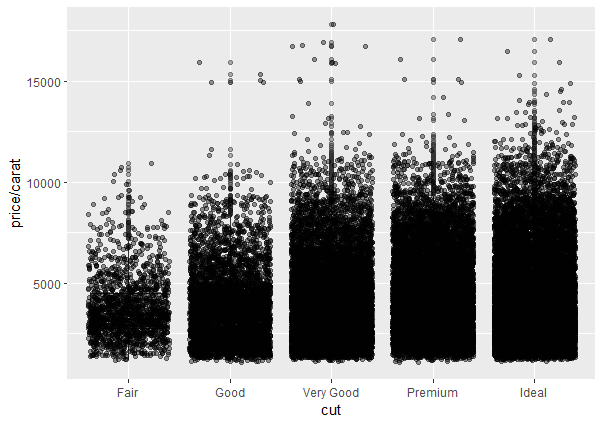 15000
10000
5000
price/carat
Fair
Good
Very Good
Premium
Ideal
cut